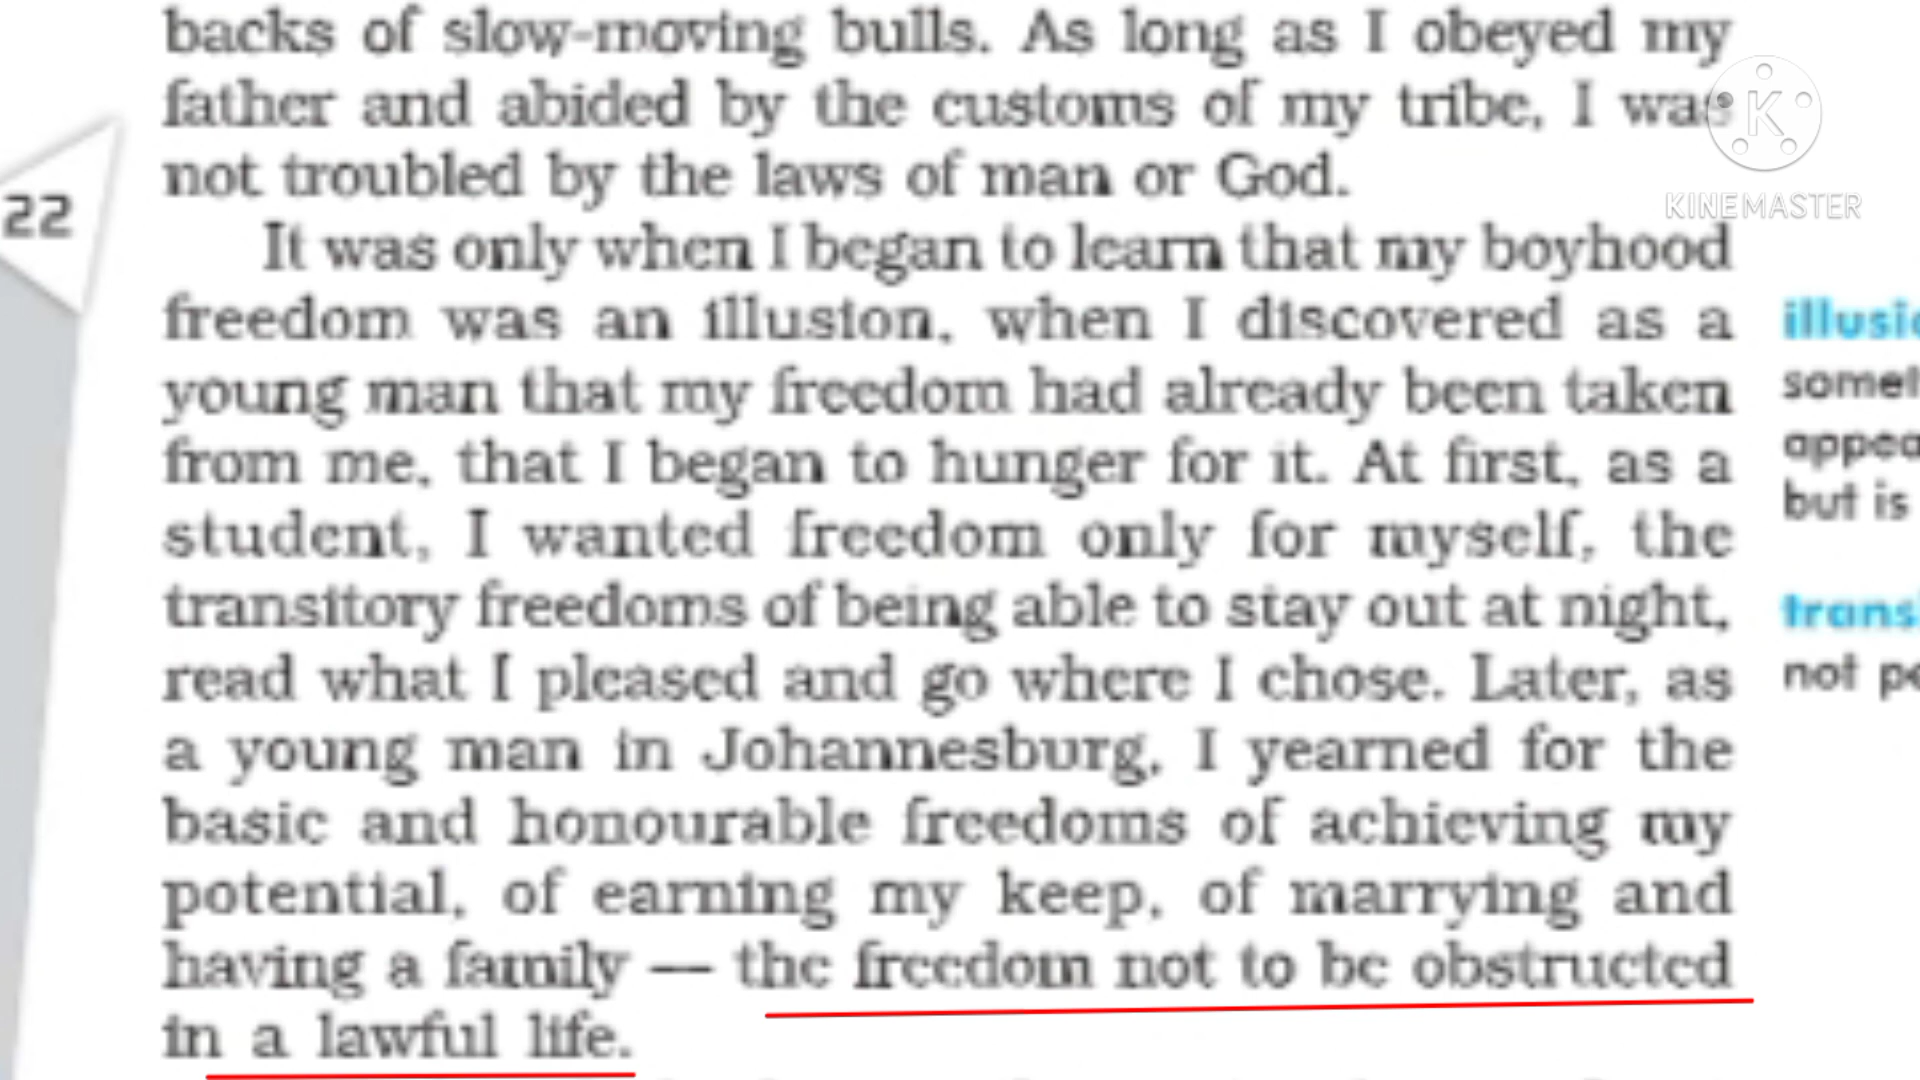 backs of slow-moving bulls. As long as I obeyed my
father and abided by the customs of my tribe, I was
not troubled by the laws of man or God.
22
It was only when I began to learn that my boyhood
freedom was an illusion, when I discovered as a
young man that my freedom had already been taken
from me, that I began to hunger for it. At first, as a
student, I wanted freedom only for myself, the
transitory freedoms of being able to stay out at night,
read what I pleased and go where I chose. Later, as
a young man in Johannesburg, I yearned for the
basic and honourable freedoms of achieving my
potential, of earning my keep, of marrying and
having a family — the freedom not to be obstructed
in a lawful life.
K
KINEMASTER
but is
not